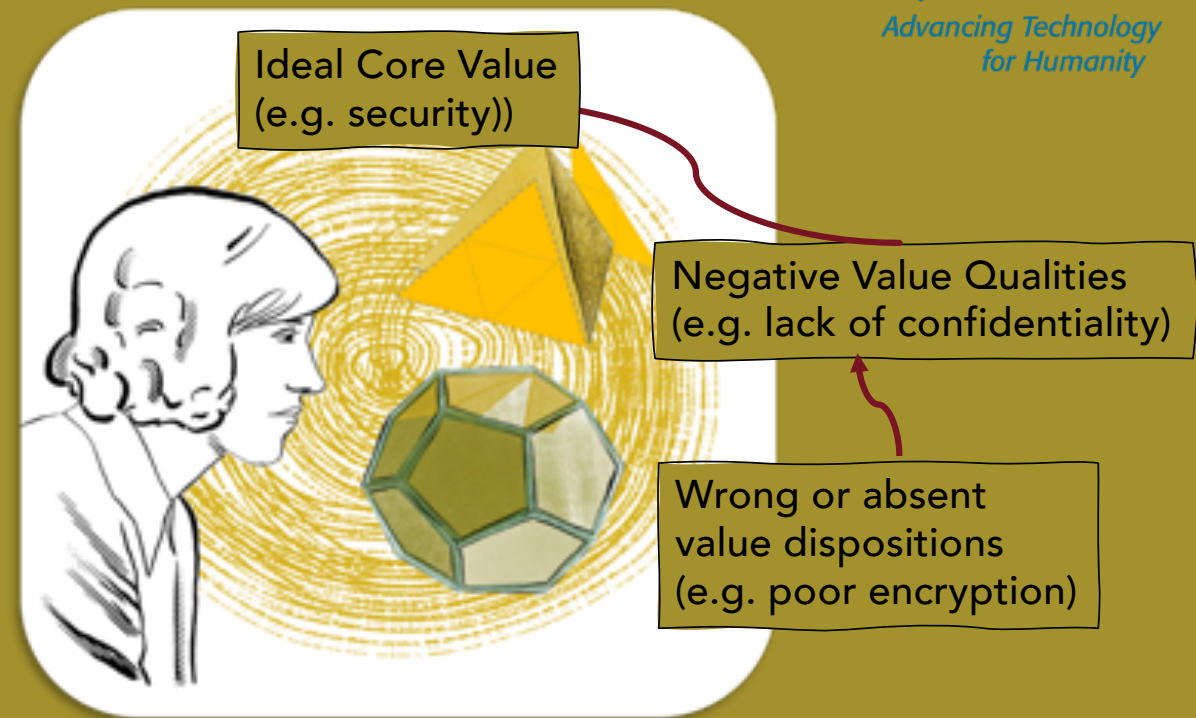 Advancing Technology
for Humanity
Ideal Core Value
(e.g. security))
Negative Value Qualities
(e.g. lack of confidentiality)
Wrong or absent
value dispositions
(e.g. poor encryption)